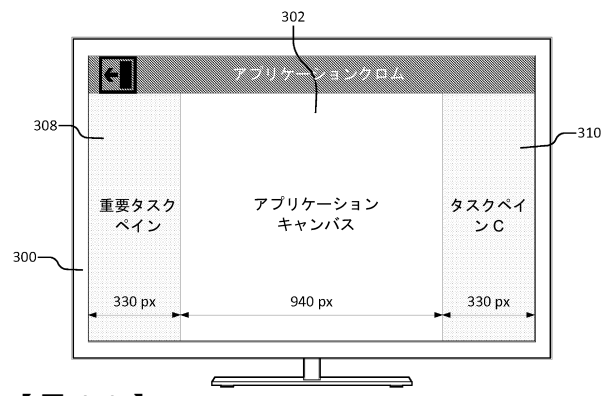 302
アプリケーションクロム
308
310
重要タスク
ペイン
アプリケーション
キャンバス
タスクペイ
ン C
300
330 px
940 px
330 px